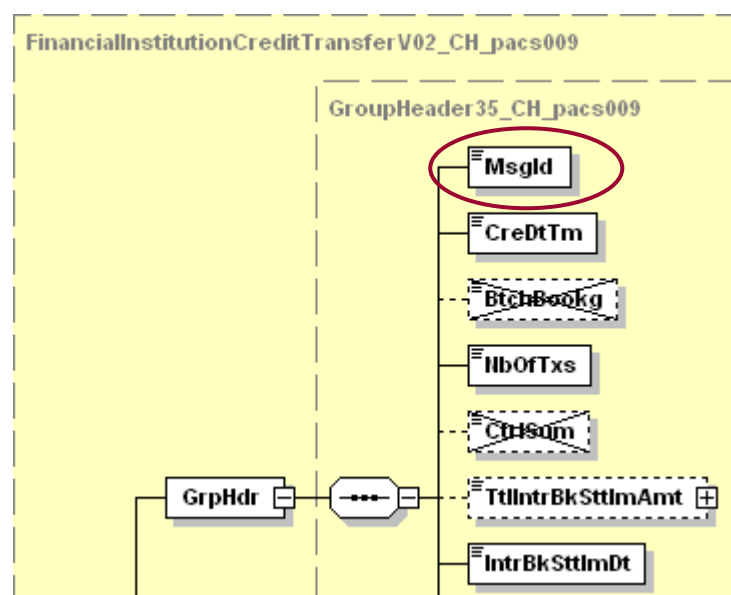 FinancialInstitutionCreditTransferV02_CH_pacs009
GroupHeader35_CH_pacs009
MsgId
CreDtTm
BtchBookg
NbOfTxs
CtrlSum
GrpHdr
TtlIntrBkSttlmAmt
IntrBkSttlmDt